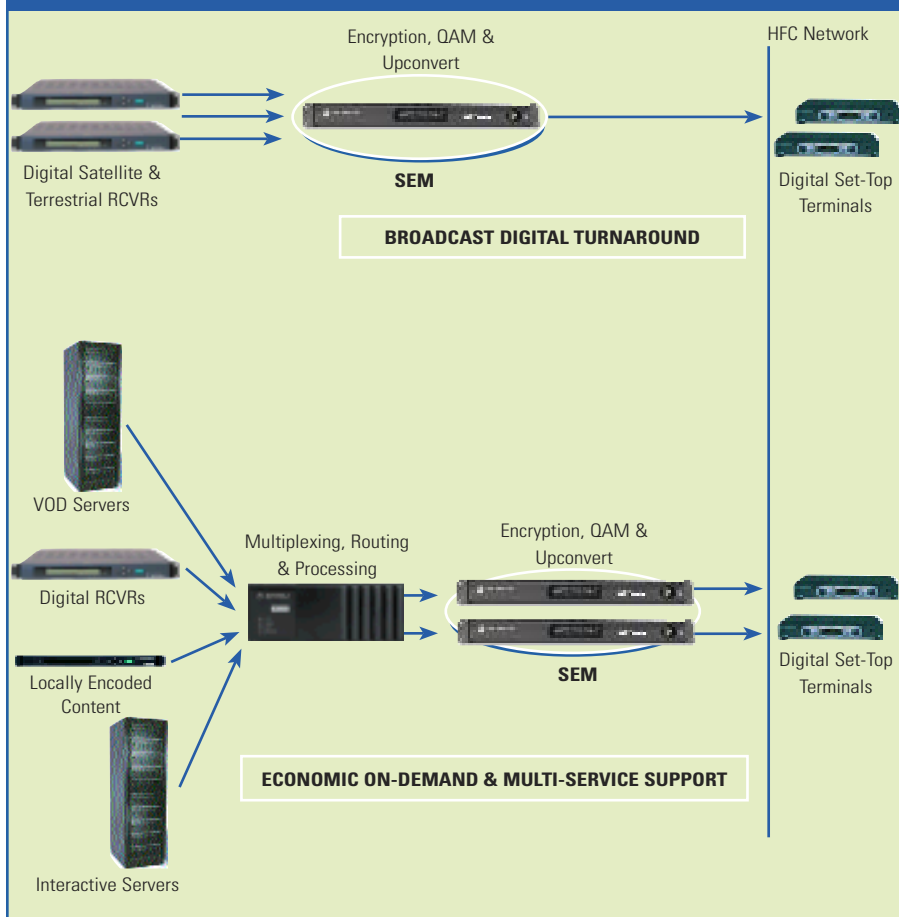 Encryption, QAM &
Upconvert
HFC Network
Digital Satellite &
Terrestrial RCVRs
SEM
Digital Set-Top
Terminals
BROADCAST DIGITAL TURNAROUND
VOD Servers
Multiplexing, Routing
& Processing
Encryption, QAM &
Upconvert
Digital RCVRs
Locally Encoded
Content
SEM
Digital Set-Top
Terminals
ECONOMIC ON-DEMAND & MULTI-SERVICE SUPPORT
Interactive Servers